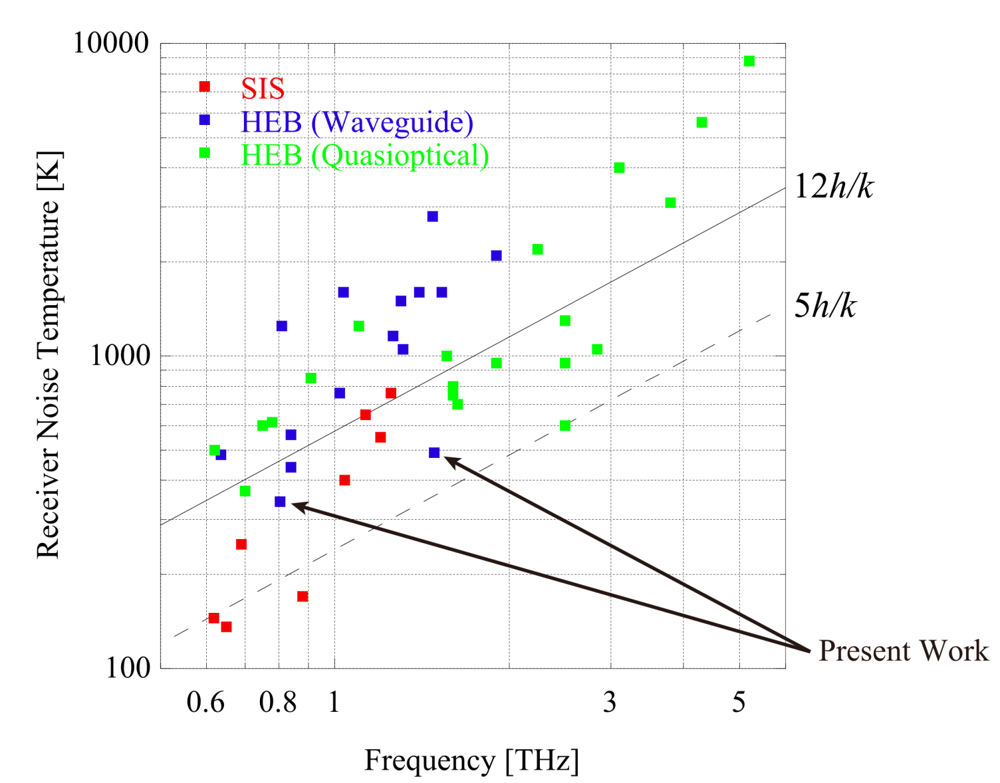 10000
SIS
HEB (Waveguide)
HEB (Quasioptical)
12h/k
5h/k
1000
Receiver Noise Temperature [K]
Present Work
100
0.6 0.8 1 3 5
Frequency [THz]